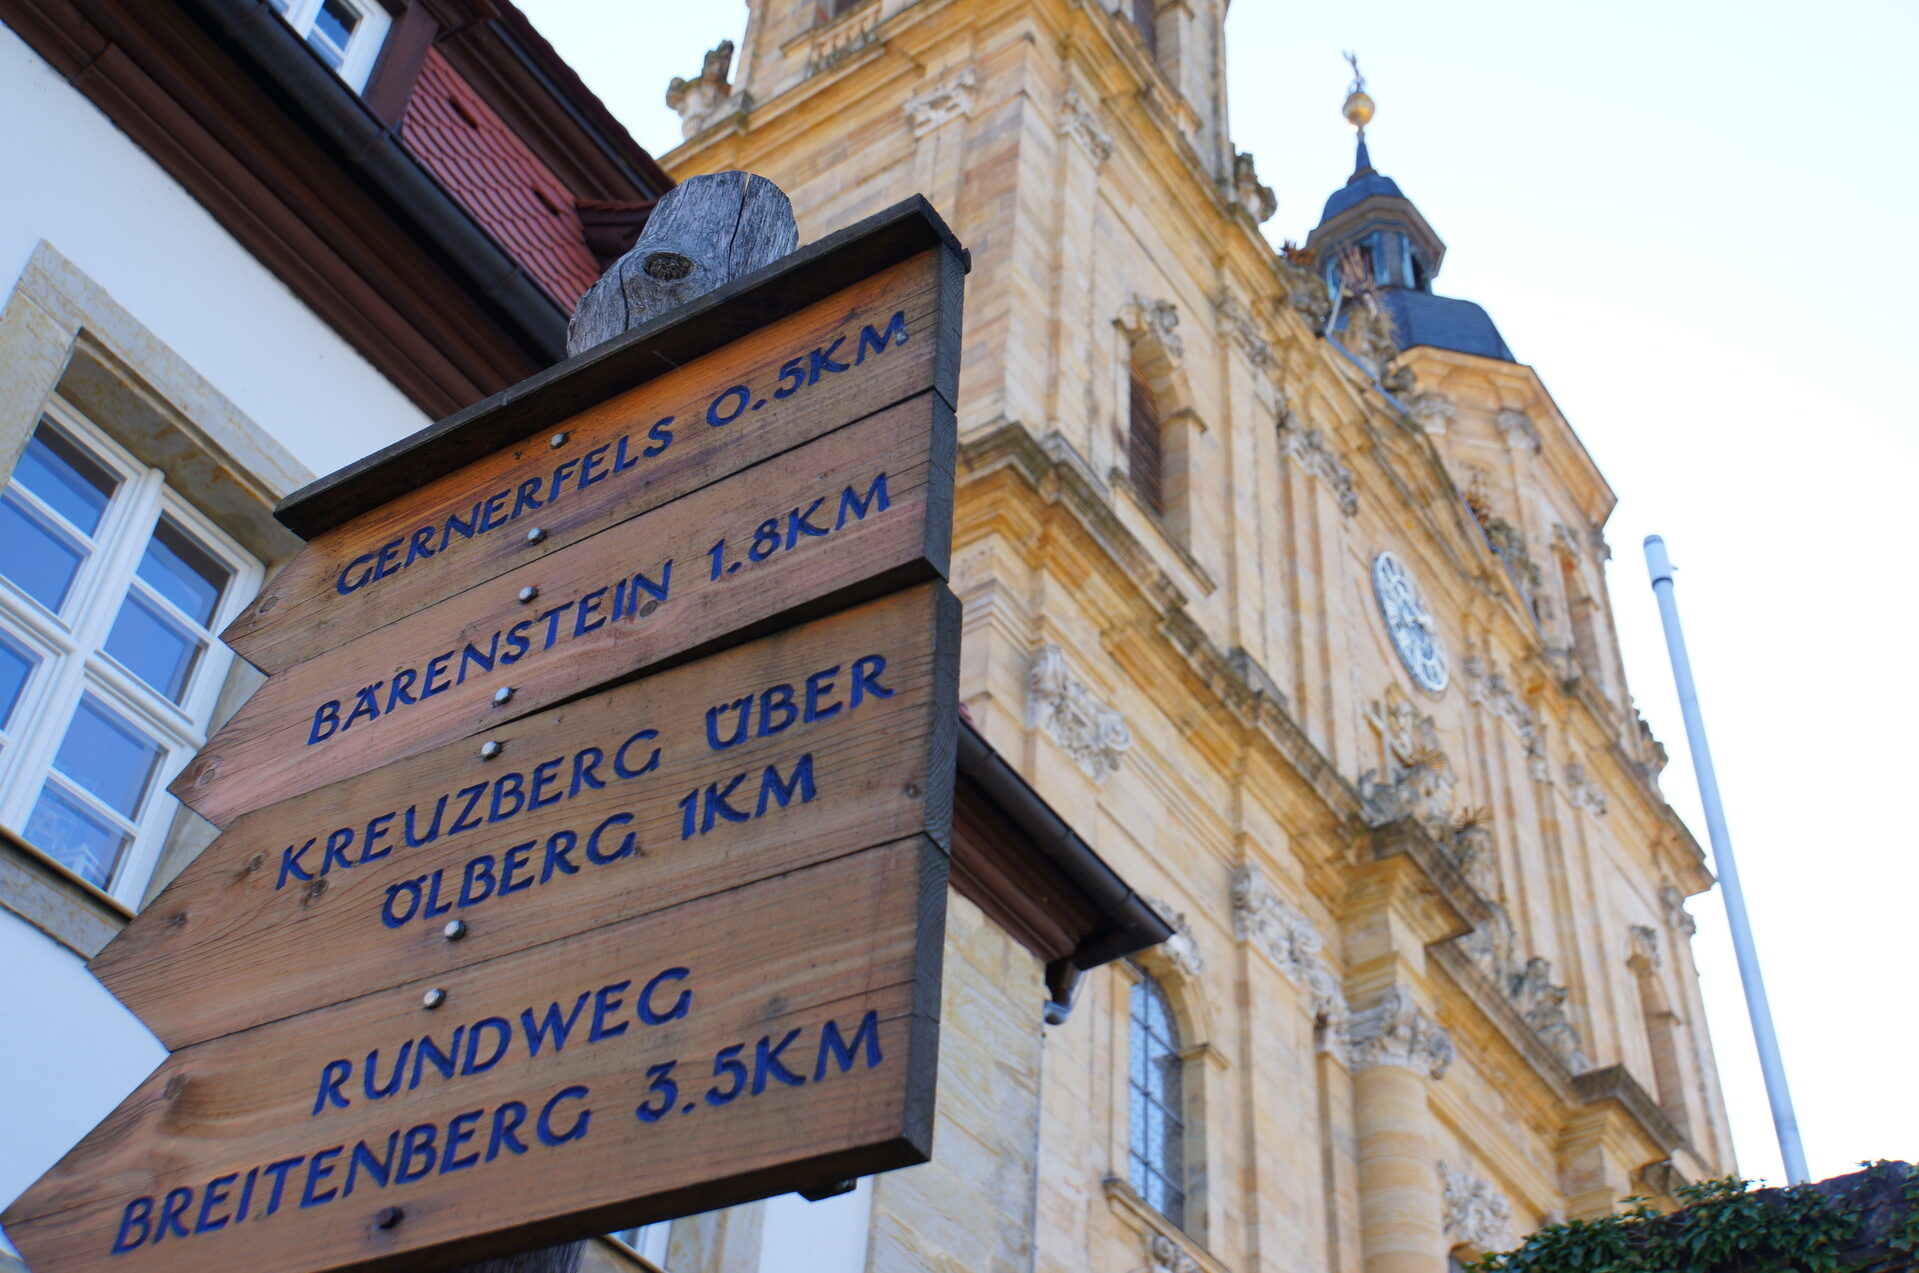 GERNERFELS 0.5KM
BÄRENSTEIN 1.8KM
KREUZBERG ÜBER
ÖLBERG 1KM
RUNDWEG
BREITENBERG 3.5KM